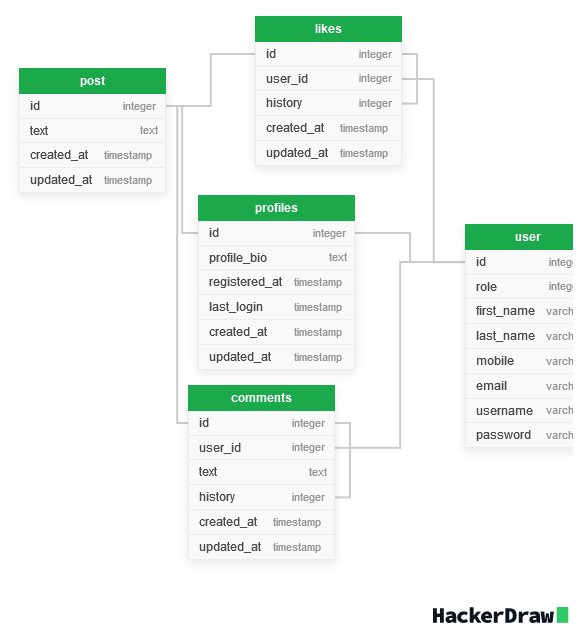 likes
id integer
user_id integer
history integer
created_at timestamp
updated_at timestamp
post
id integer
text text
created_at timestamp
updated_at timestamp
profiles
id integer
profile_bio text
registered_at timestamp
last_login timestamp
created_at timestamp
updated_at timestamp
user
id integ
role integ
first_name varch
last_name varch
mobile varch
email varch
username varch
password varch
comments
id integer
user_id integer
text text
history integer
created_at timestamp
updated_at timestamp
HackerDraw